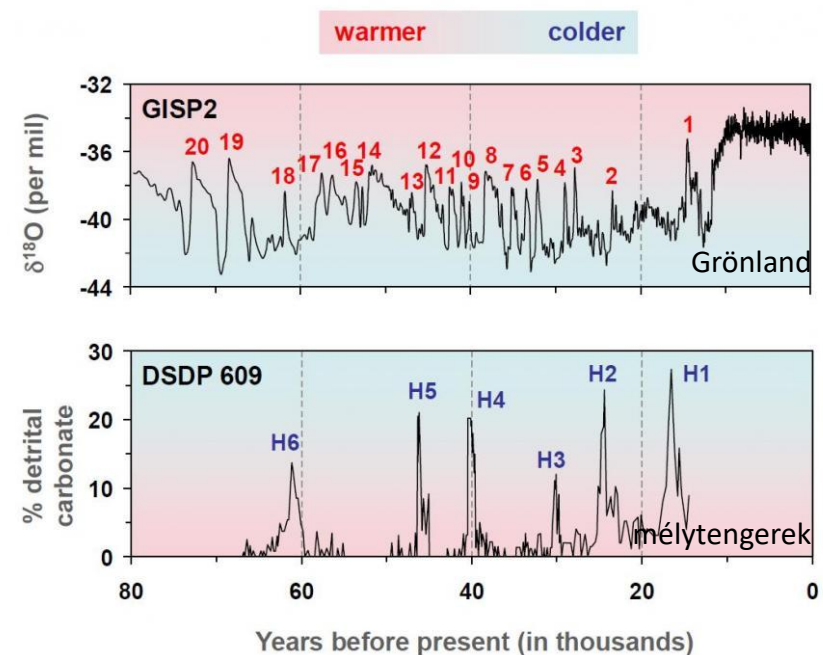 warmer colder
GISP2
δ¹⁸O (per mil)
-32
-36
-40
-44
20 19 18 17 16 15 14 13 12 11 10 9 8 7 6 5 4 3 2 1
Grönland
DSDP 609
% detrital
carbonate
30
20
10
0
H6 H5 H4 H3 H2 H1
mélytengerek
80 60 40 20 0
Years before present (in thousands)